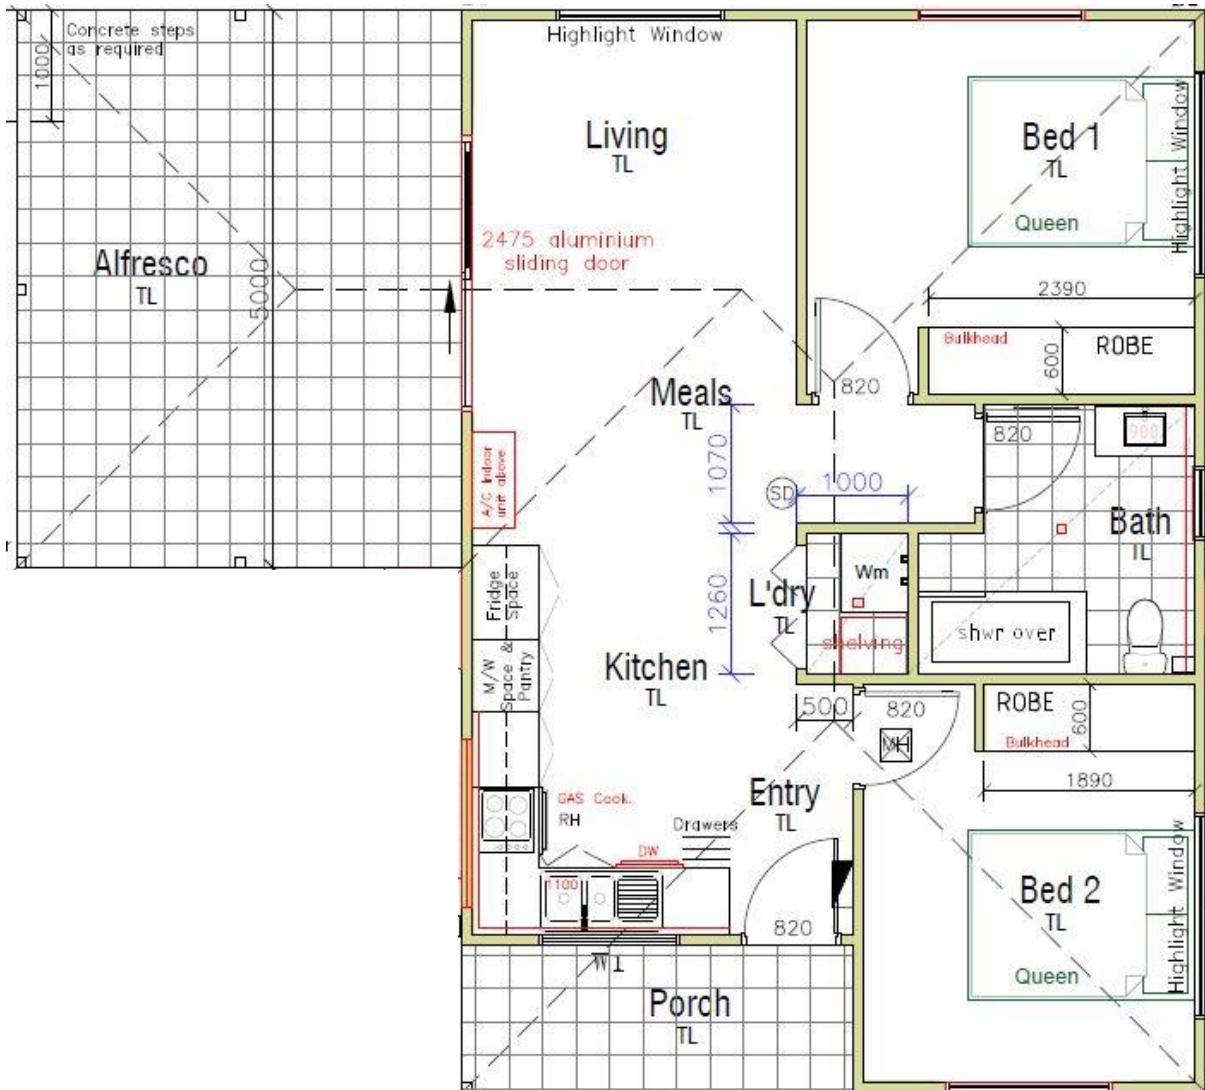 Concrete steps
as required
1000
Highlight Window
Living
TL
Bed 1
TL
Queen
Highlight Window
2475 aluminium
sliding door
Alfresco
TL
5000
2390
Bulkhead
ROBE
600
820
Meals
TL
820
900
A/C Indoor
unit above
1070
SD
1000
Bath
TL
Fridge
Space
1260
L'dry
TL
Wm
shelving
shwr over
M/W
Space &
Pantry
Kitchen
TL
500
820
ROBE
600
Bulkhead
MH
1890
Entry
TL
GAS Cook.
RH
Drawers
DW
1100
820
Bed 2
TL
Queen
Highlight Window
Porch
TL